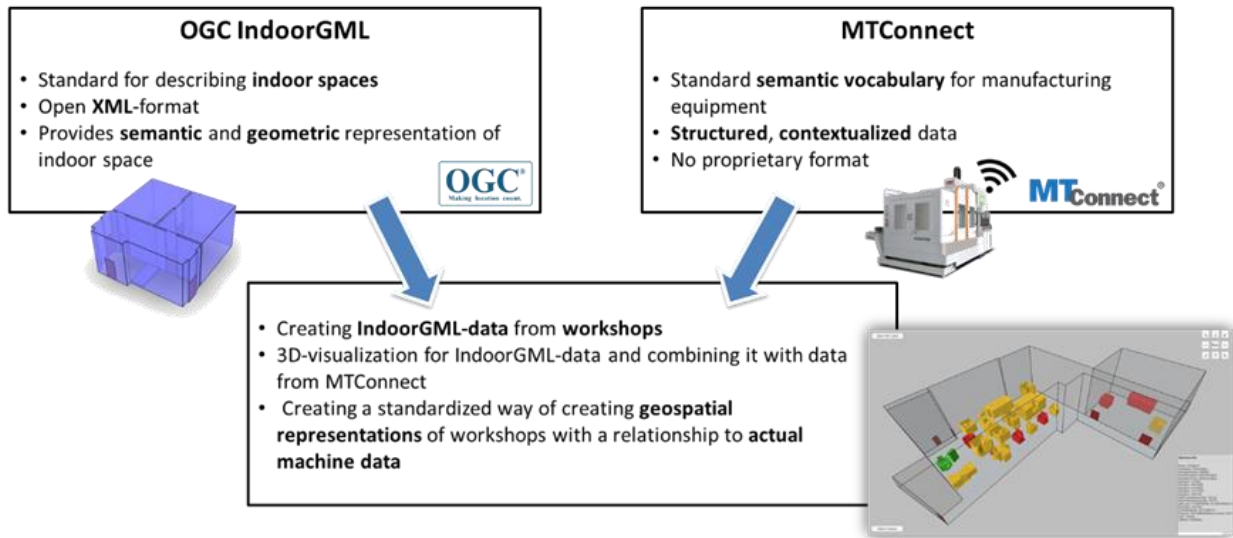 OGC IndoorGML
• Standard for describing indoor spaces
• Open XML-format
• Provides semantic and geometric representation of
indoor space
OGC®
Making location count.
MTConnect
• Standard semantic vocabulary for manufacturing
equipment
• Structured, contextualized data
• No proprietary format
MTConnect®
• Creating IndoorGML-data from workshops
• 3D-visualization for IndoorGML-data and combining it with data
from MTConnect
• Creating a standardized way of creating geospatial
representations of workshops with a relationship to actual
machine data